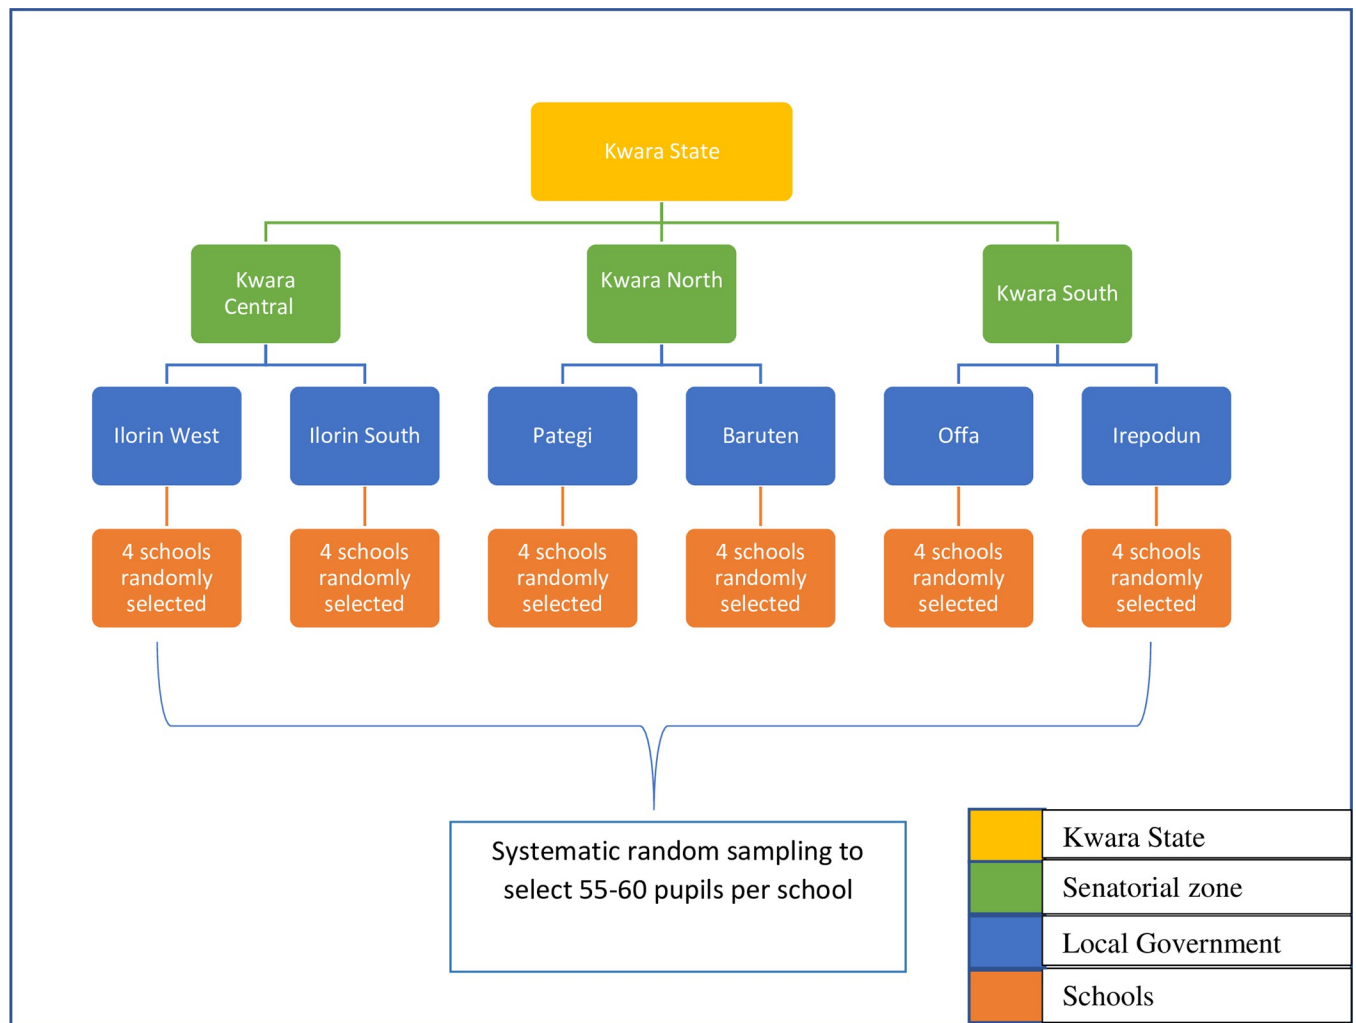 Kwara State
Kwara
Central
Kwara North
Kwara South
Ilorin West
Ilorin South
Pategi
Baruten
Offa
Irepodun
4 schools
randomly
selected
4 schools
randomly
selected
4 schools
randomly
selected
4 schools
randomly
selected
4 schools
randomly
selected
4 schools
randomly
selected
Systematic random sampling to
select 55-60 pupils per school
Kwara State
Senatorial zone
Local Government
Schools